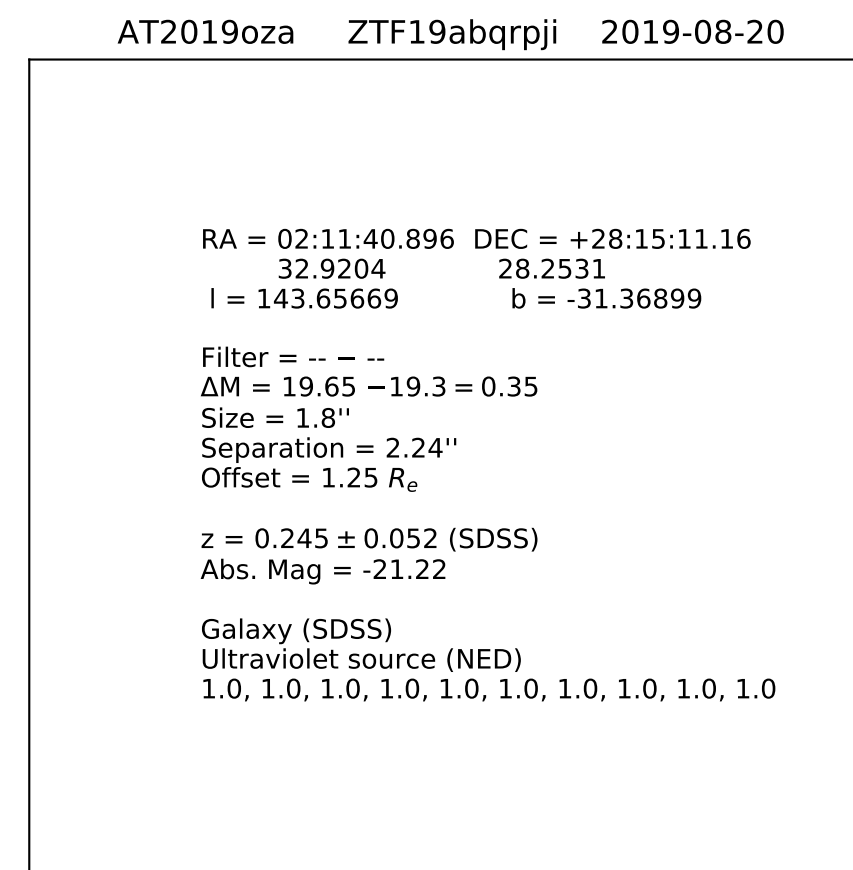 AT2019oza ZTF19abqrpji 2019-08-20
RA = 02:11:40.896 DEC = +28:15:11.16
32.9204 28.2531
l = 143.65669 b = -31.36899
Filter = -- − --
ΔM = 19.65 −19.3 = 0.35
Size = 1.8''
Separation = 2.24''
Offset = 1.25 Rₑ
z = 0.245 ± 0.052 (SDSS)
Abs. Mag = -21.22
Galaxy (SDSS)
Ultraviolet source (NED)
1.0, 1.0, 1.0, 1.0, 1.0, 1.0, 1.0, 1.0, 1.0, 1.0